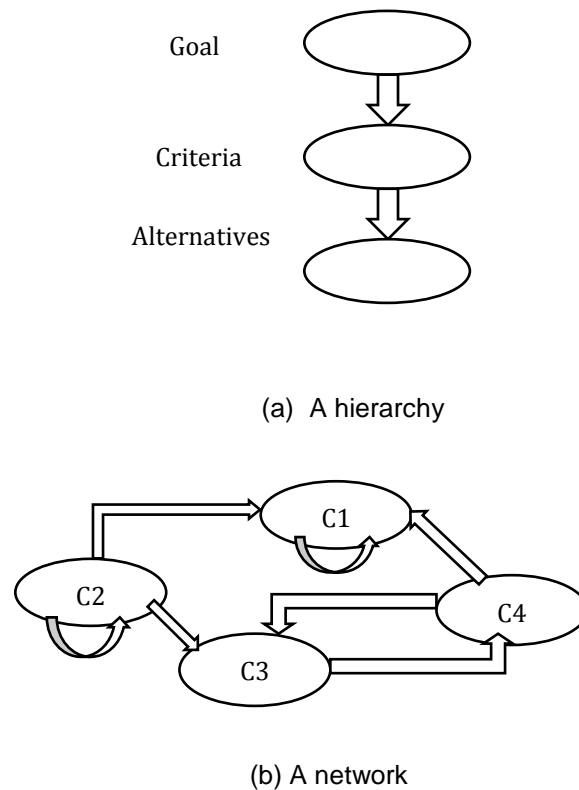 Goal
Criteria
Alternatives
(a) A hierarchy
C1
C2
C4
C3
(b) A network